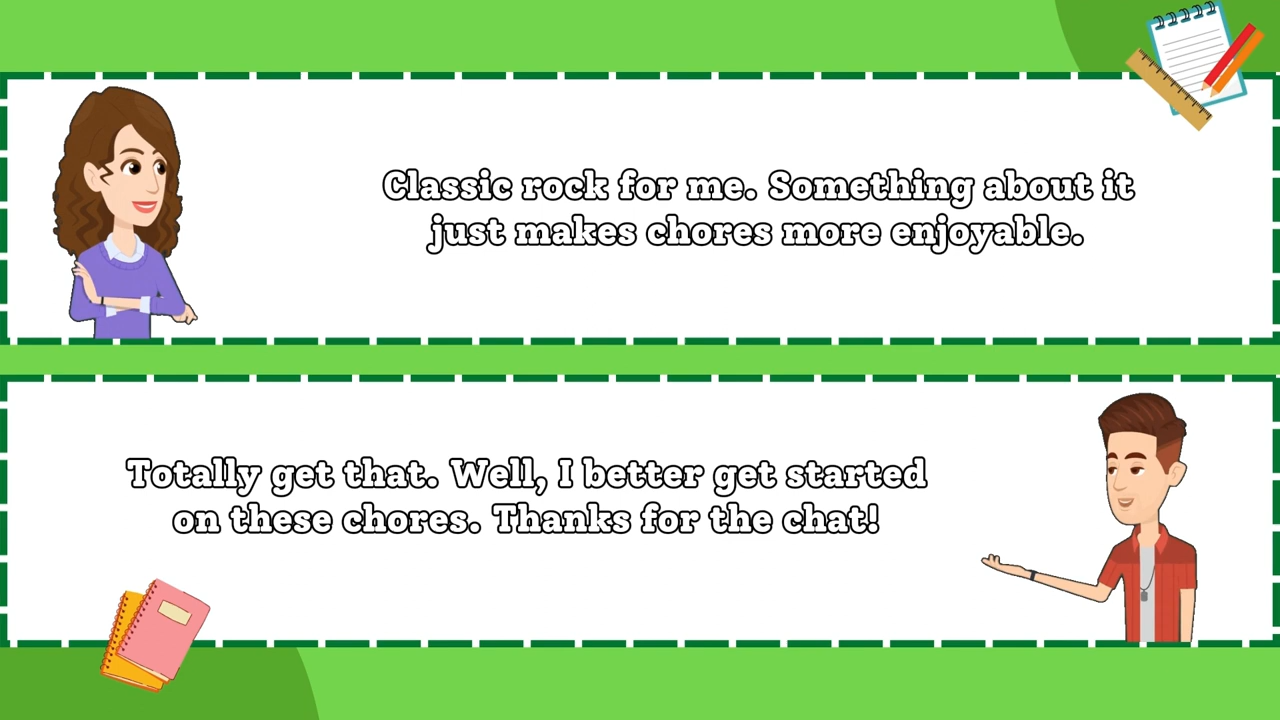 Classic rock for me. Something about it
just makes chores more enjoyable.
Totally get that. Well, I better get started
on these chores. Thanks for the chat!